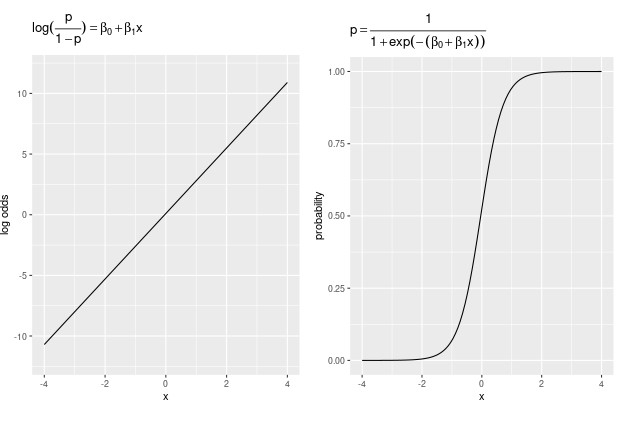 log(p/(1−p)) = β₀+β₁x
log odds
10
5
0
-5
-10
-4 -2 0 2 4
x
p = 1/(1+exp(−(β₀+β₁x)))
probability
1.00
0.75
0.50
0.25
0.00
-4 -2 0 2 4
x